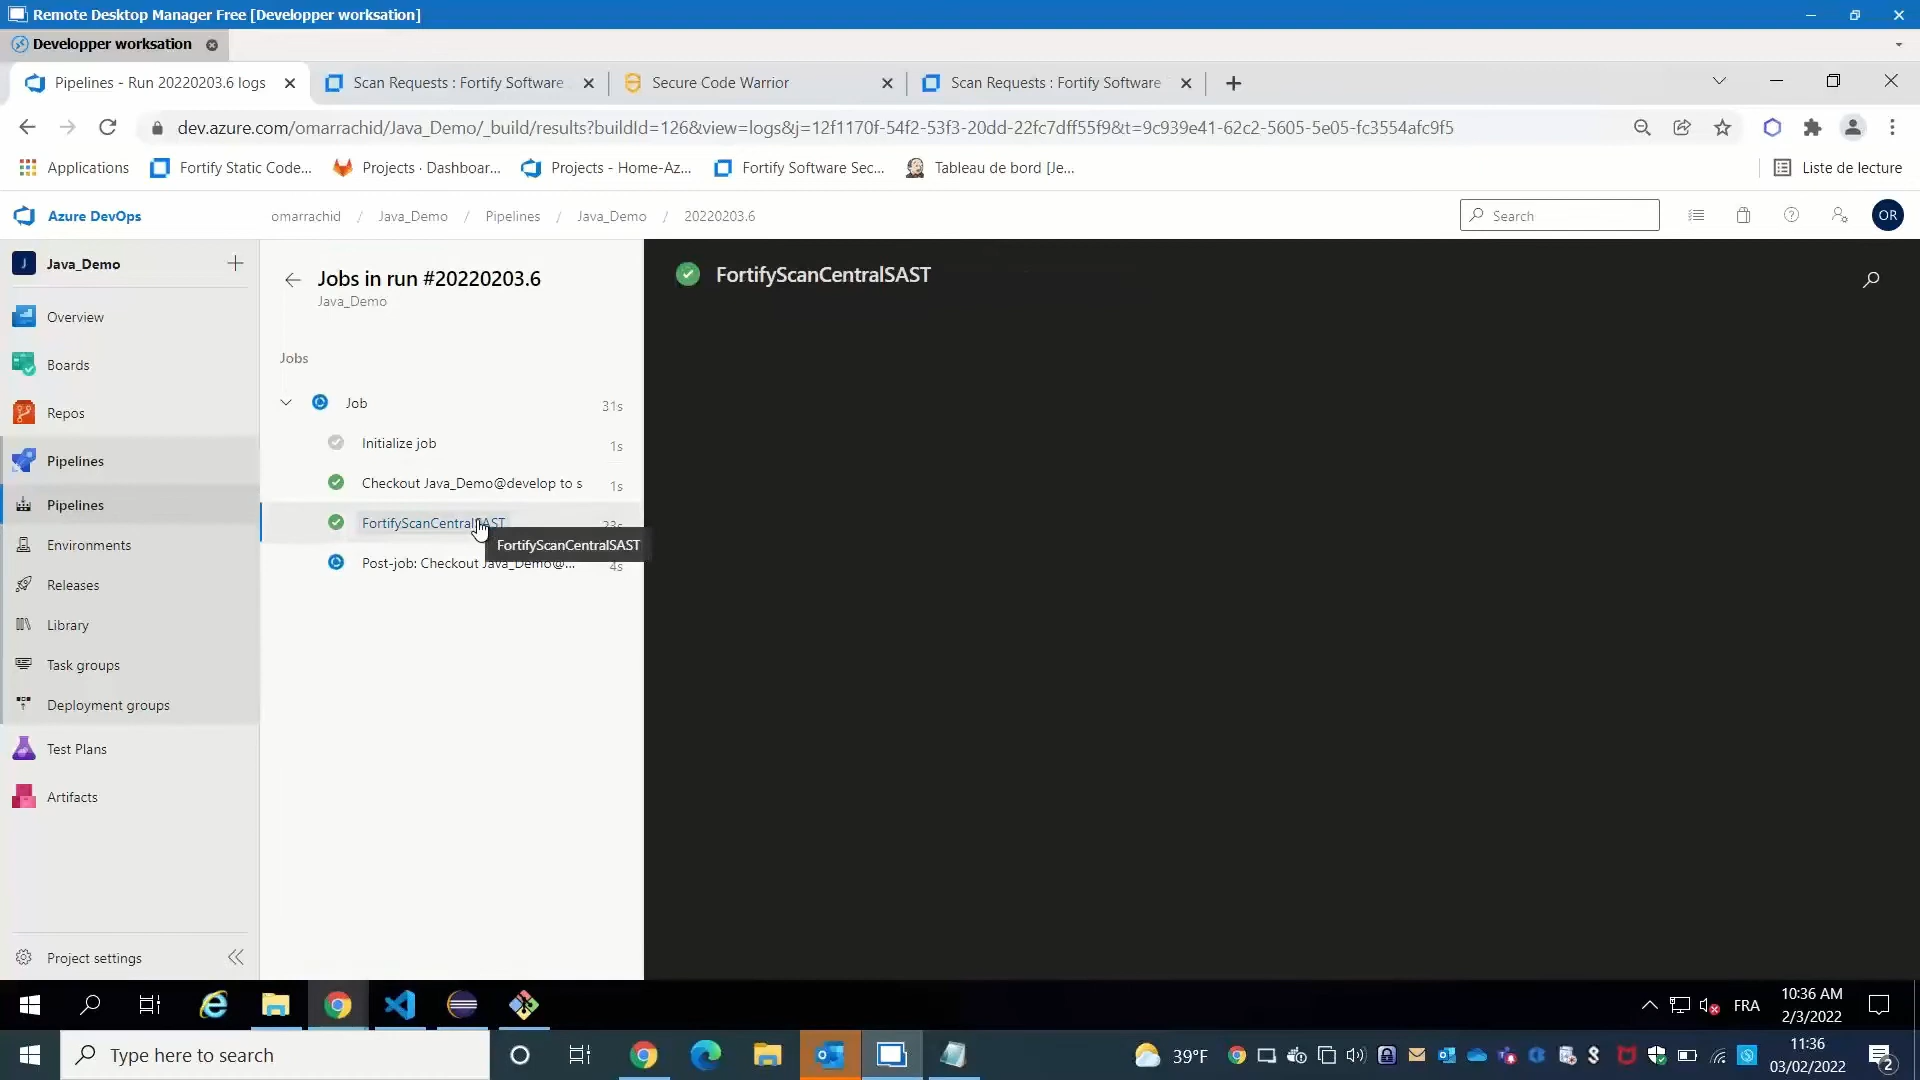 Remote Desktop Manager Free [Developper worksation]
Developper worksation
Pipelines - Run 20220203.6 logs
Scan Requests : Fortify Software
Secure Code Warrior
Scan Requests : Fortify Software
dev.azure.com/omarrachid/Java_Demo/_build/results?buildId=126&view=logs&j=12f1170f-54f2-53f3-20dd-22fc7dff55f9&t=9c939e41-62c2-5605-5e05-fc3554afc9f5
Applications
Fortify Static Code...
Projects · Dashboar...
Projects - Home-Az...
Fortify Software Sec...
Tableau de bord [Je...
Liste de lecture
Azure DevOps
omarrachid / Java_Demo / Pipelines / Java_Demo / 20220203.6
Search
OR
J
Java_Demo
Overview
Boards
Repos
Pipelines
Pipelines
Environments
Releases
Library
Task groups
Deployment groups
Test Plans
Artifacts
Project settings
Jobs in run #20220203.6
Java_Demo
Jobs
Job 31s
Initialize job 1s
Checkout Java_Demo@develop to s 1s
FortifyScanCentralSAST 23s
FortifyScanCentralSAST
Post-job: Checkout Java_Demo@... 4s
FortifyScanCentralSAST
FRA
10:36 AM
2/3/2022
Type here to search
39°F
11:36
03/02/2022
2